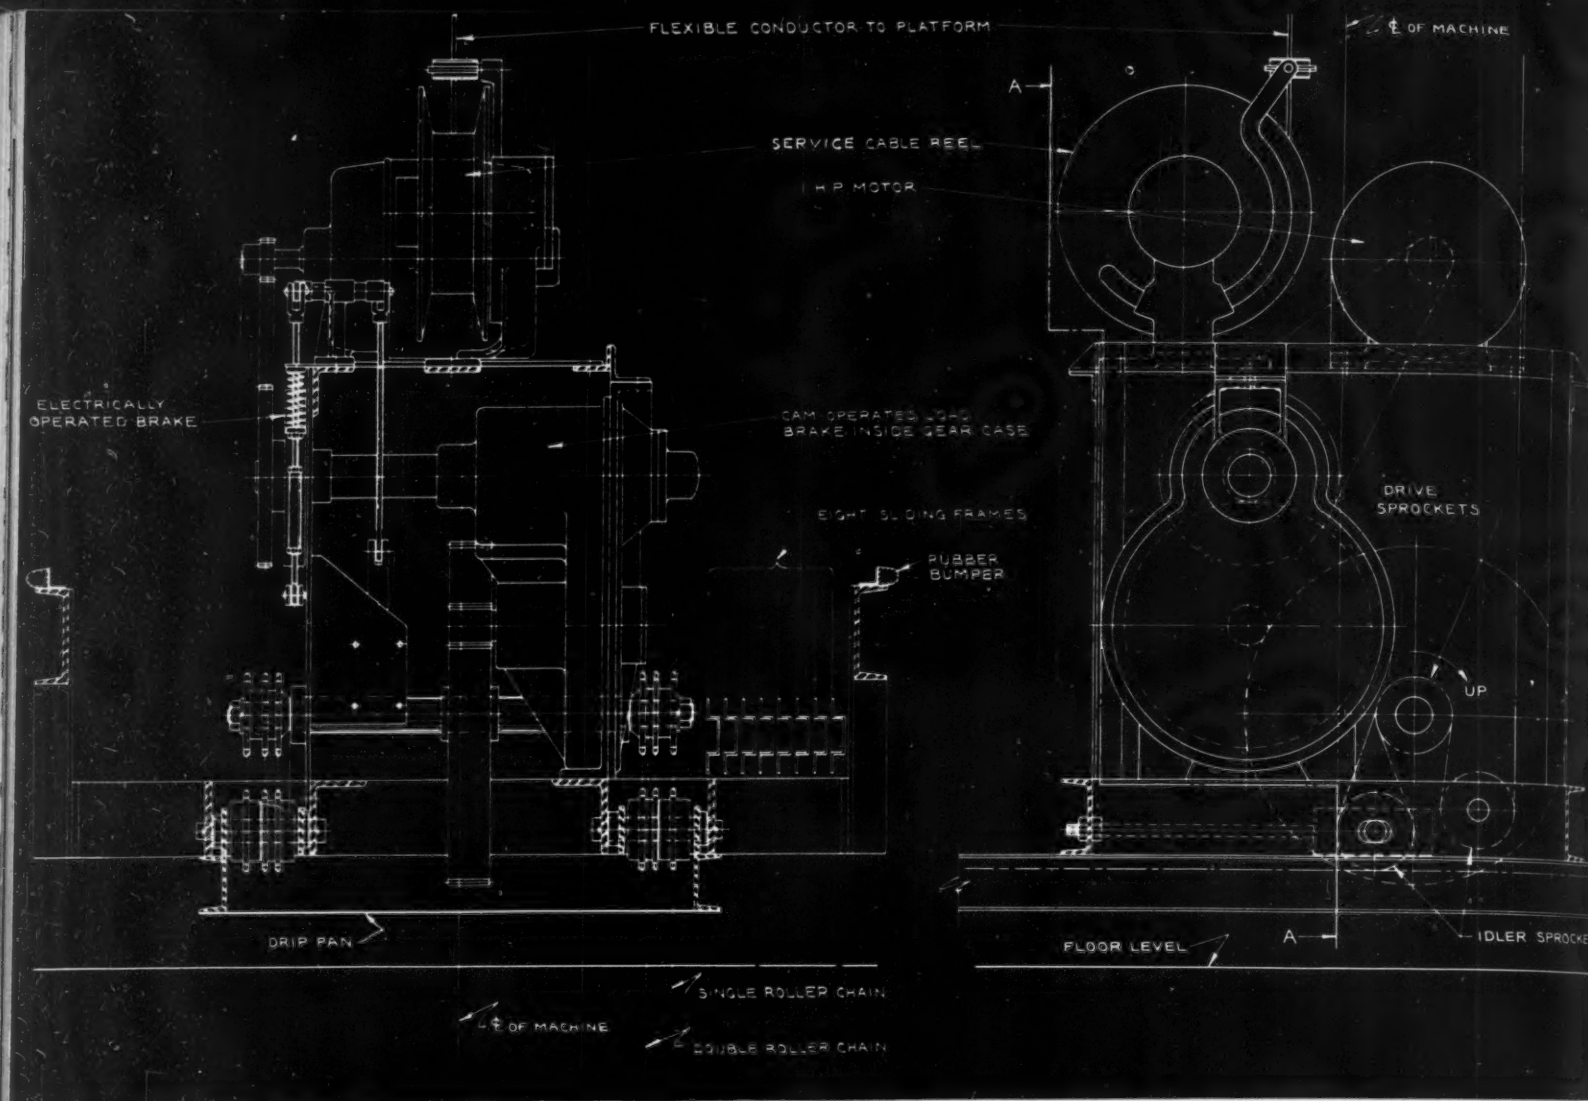 FLEXIBLE CONDUCTOR TO PLATFORM
℄ OF MACHINE
A
SERVICE CABLE REEL
1 H.P. MOTOR
ELECTRICALLY
OPERATED BRAKE
CAM OPERATED LOAD
BRAKE INSIDE GEAR CASE
DRIVE
SPROCKETS
EIGHT SLIDING FRAMES
RUBBER
BUMPER
UP
DRIP PAN
FLOOR LEVEL
A
IDLER SPROCKE
SINGLE ROLLER CHAIN
℄ OF MACHINE
DOUBLE ROLLER CHAIN